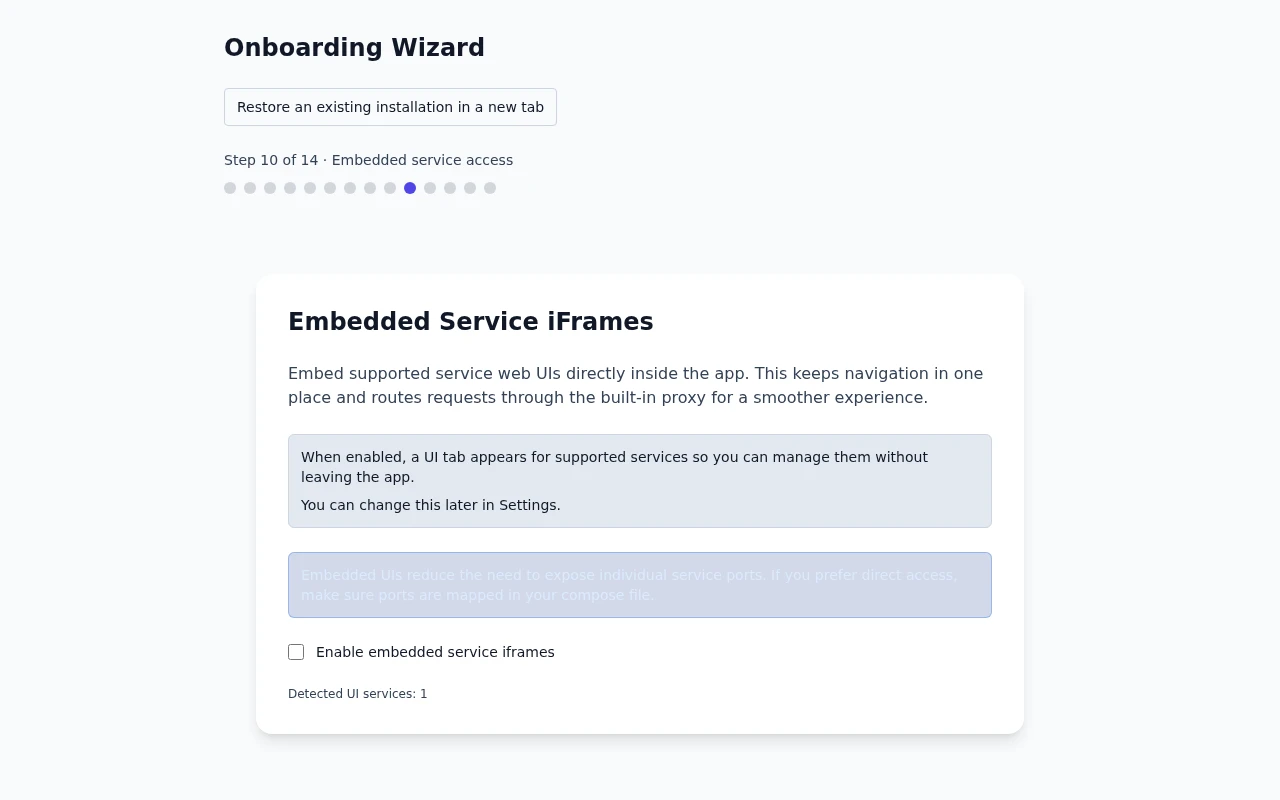 Onboarding Wizard
Restore an existing installation in a new tab
Step 10 of 14 · Embedded service access
Embedded Service iFrames
Embed supported service web UIs directly inside the app. This keeps navigation in one
place and routes requests through the built-in proxy for a smoother experience.
When enabled, a UI tab appears for supported services so you can manage them without
leaving the app.
You can change this later in Settings.
Embedded UIs reduce the need to expose individual service ports. If you prefer direct access,
make sure ports are mapped in your compose file.
Enable embedded service iframes
Detected UI services: 1